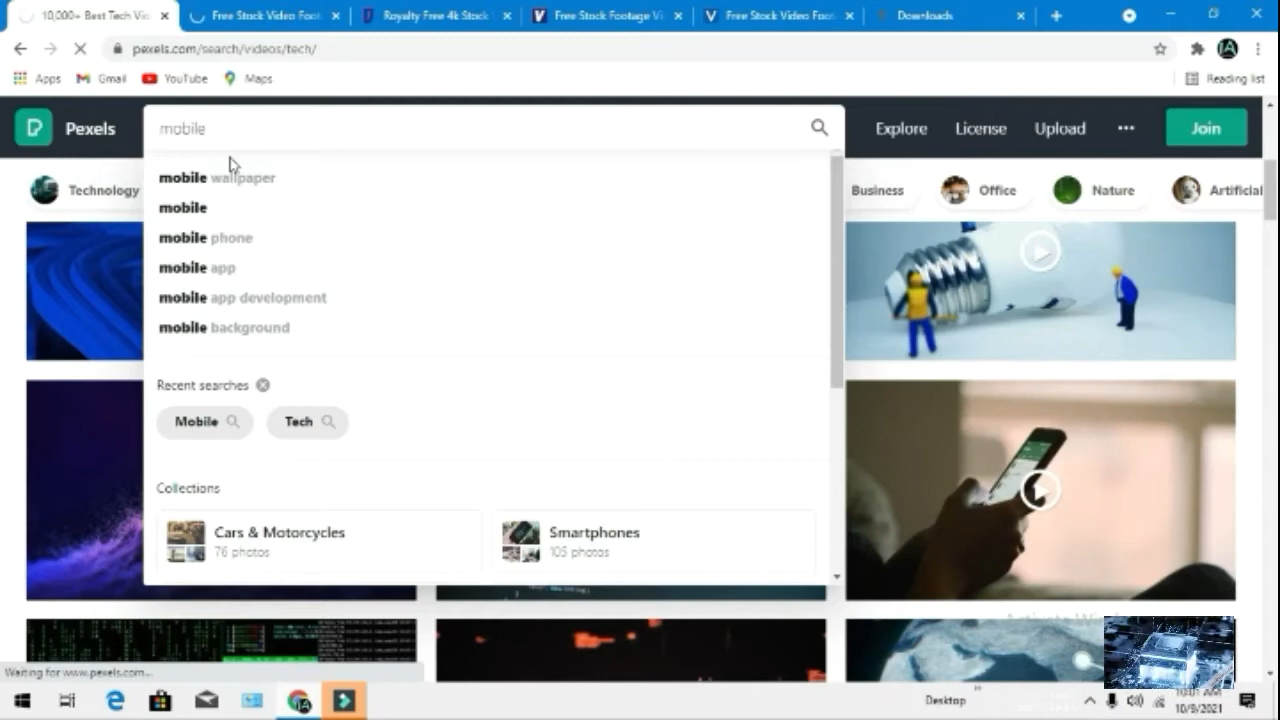 10,000+ Best Tech Vi
Free Stock Video Foot
Royalty Free 4k Stock
Free Stock Footage Vi
Free Stock Video Foot
Downloads
pexels.com/search/videos/tech/
Apps
Gmail
YouTube
Maps
Reading list
Pexels
mobile
Explore
License
Upload
Join
Technology
mobile wallpaper
mobile
mobile phone
mobile app
mobile app development
mobile background
Business
Office
Nature
Artificial
Recent searches
Mobile
Tech
Collections
Cars & Motorcycles
76 photos
Smartphones
105 photos
Waiting for www.pexels.com...
Desktop
10:01 AM
10/9/2021